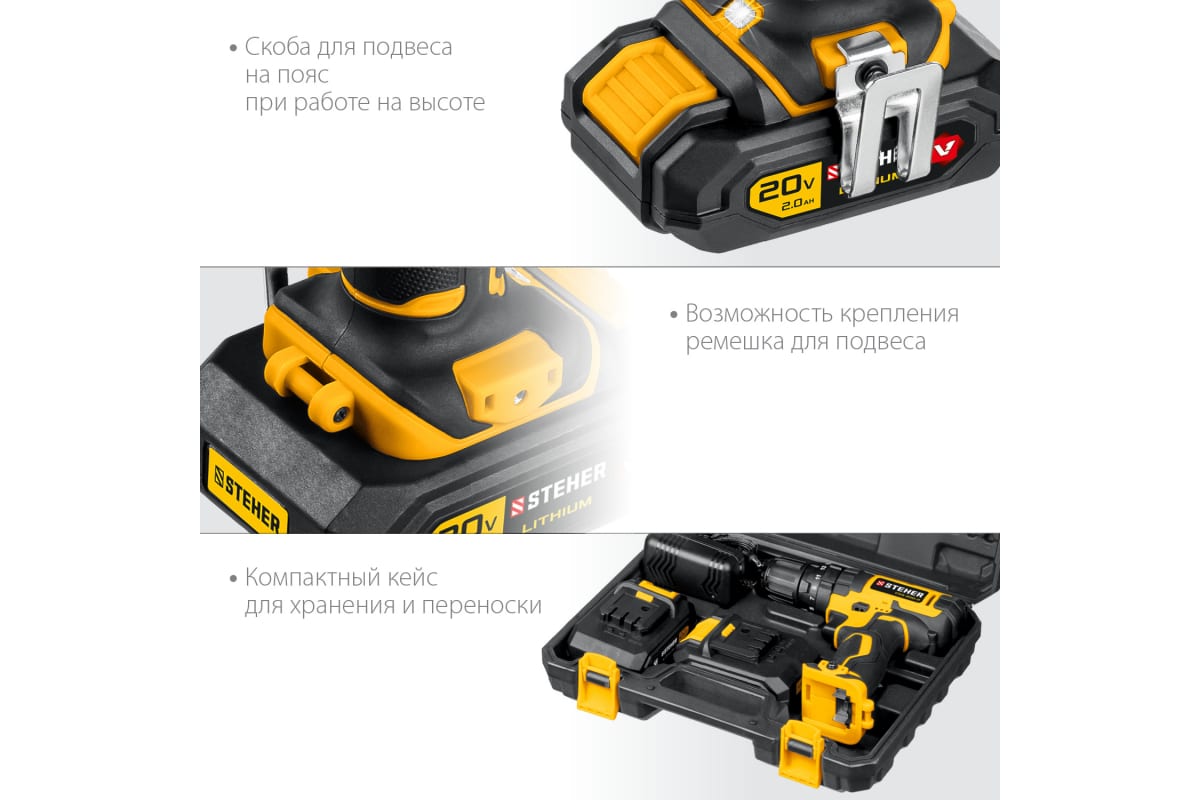 • Скоба для подвеса
на пояс
при работе на высоте
20V
2.0AH
• Возможность крепления
ремешка для подвеса
STEHER
STEHER
20V
LITHIUM
• Компактный кейс
для хранения и переноски
STEHER